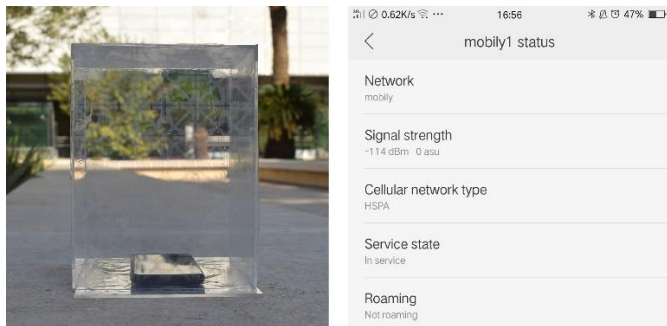 0.62K/s ··· 16:56 47%
mobily1 status
Network
mobily
Signal strength
-114 dBm 0 asu
Cellular network type
HSPA
Service state
In service
Roaming
Not roaming